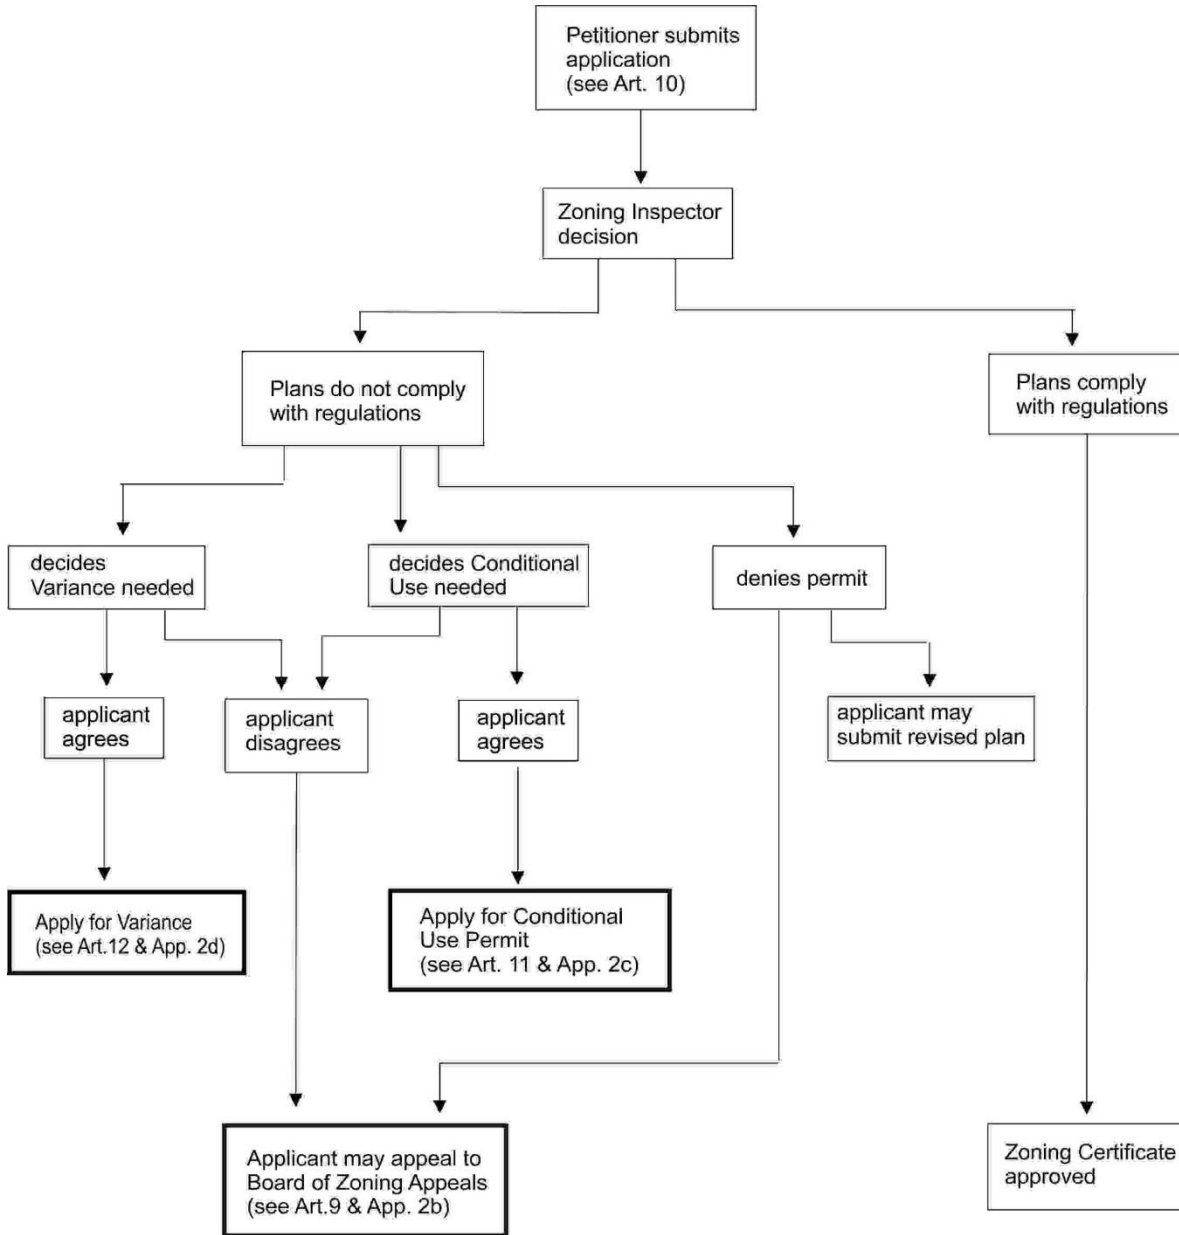 Petitioner submits
application
(see Art. 10)
Zoning Inspector
decision
Plans do not comply
with regulations
Plans comply
with regulations
decides
Variance needed
decides Conditional
Use needed
denies permit
applicant
agrees
applicant
disagrees
applicant
agrees
applicant may
submit revised plan
Apply for Variance
(see Art.12 & App. 2d)
Apply for Conditional
Use Permit
(see Art. 11 & App. 2c)
Applicant may appeal to
Board of Zoning Appeals
(see Art.9 & App. 2b)
Zoning Certificate
approved